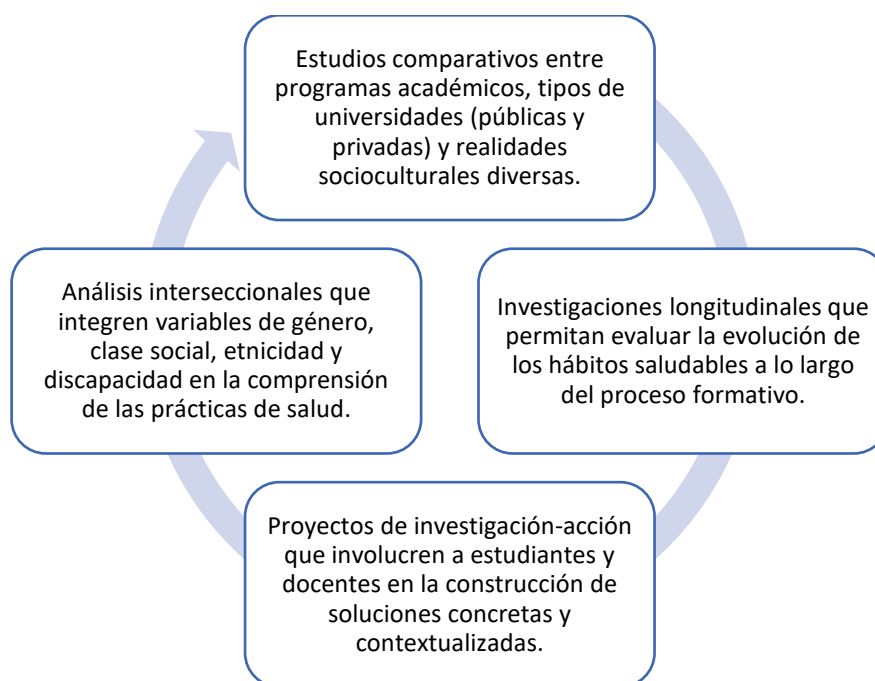 Estudios comparativos entre
programas académicos, tipos de
universidades (públicas y
privadas) y realidades
socioculturales diversas.
Investigaciones longitudinales que
permitan evaluar la evolución de
los hábitos saludables a lo largo
del proceso formativo.
Proyectos de investigación-acción
que involucren a estudiantes y
docentes en la construcción de
soluciones concretas y
contextualizadas.
Análisis interseccionales que
integren variables de género,
clase social, etnicidad y
discapacidad en la comprensión
de las prácticas de salud.